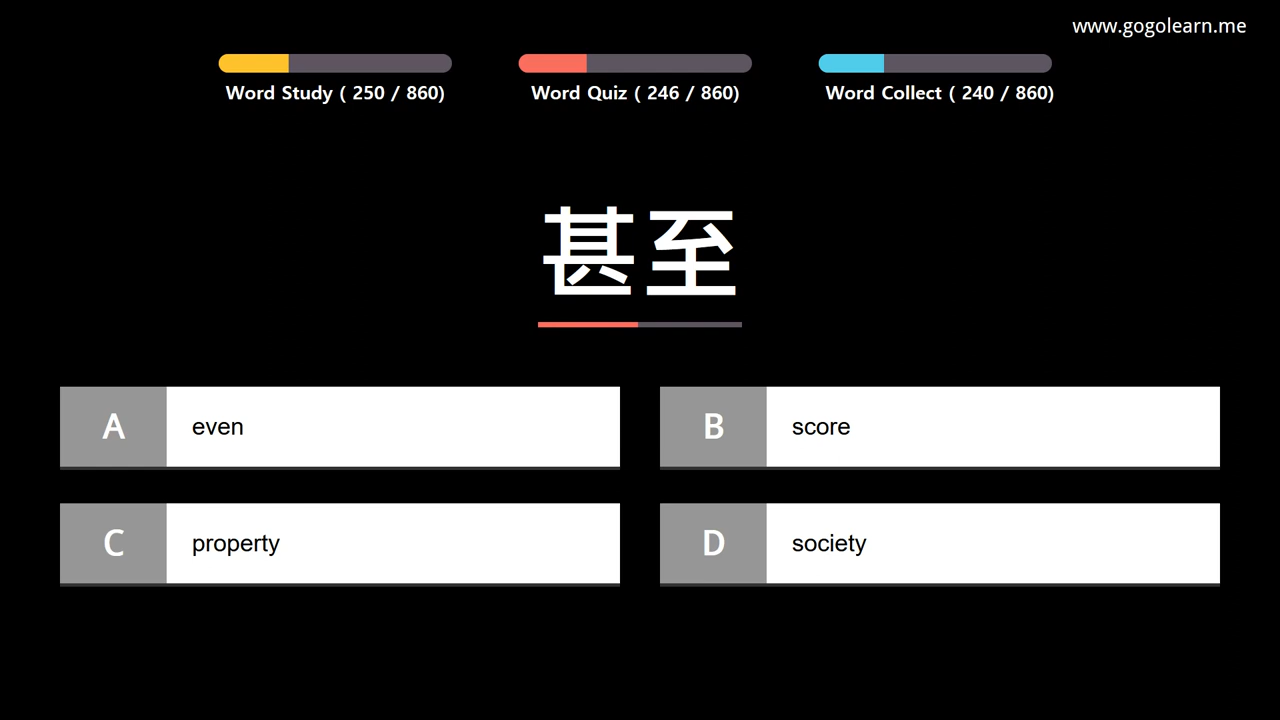 www.gogolearn.me
Word Study ( 250 / 860)
Word Quiz ( 246 / 860)
Word Collect ( 240 / 860)
甚至
A even
B score
C property
D society